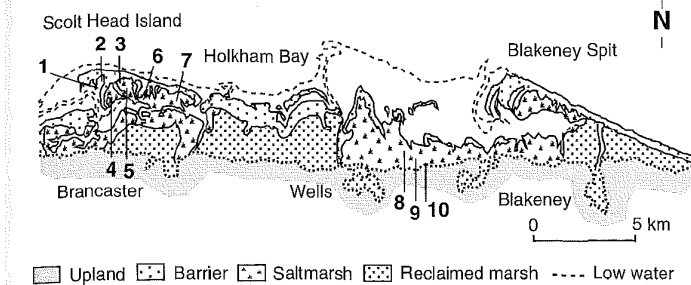 Scolt Head Island
N
2 3 6 7 Holkham Bay Blakeney Spit
1
4 5
Brancaster Wells Blakeney
8 9 10
0 5 km
Upland Barrier Saltmarsh Reclaimed marsh Low water